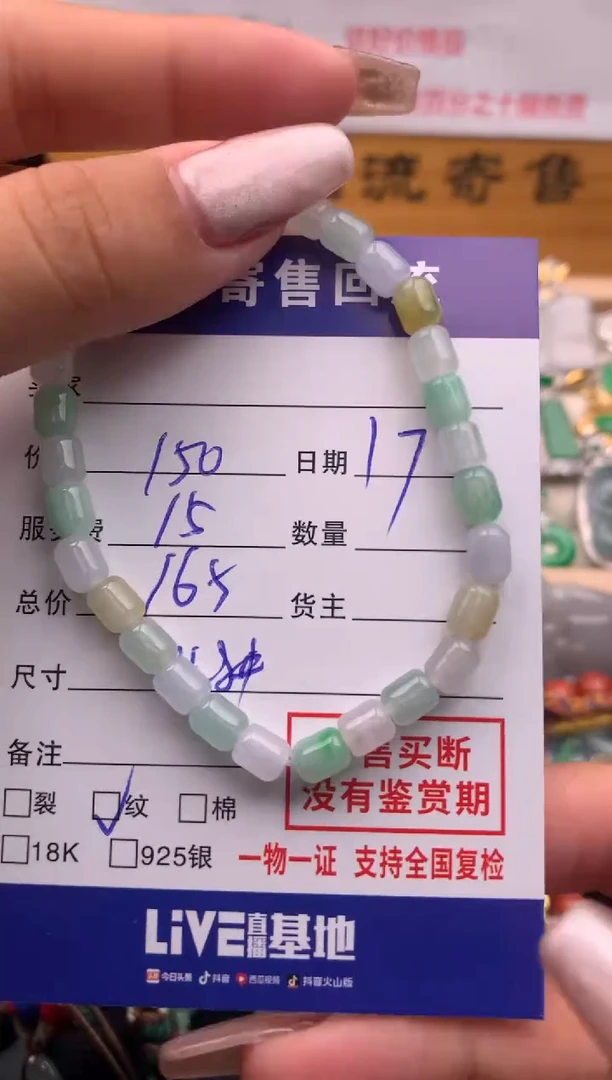 流寄售
寄售回流
价 150 日期 17
服务费 15 数量
总价 165 货主
尺寸
备注
售买断
没有鉴赏期
裂 纹 棉
18K 925银
一物一证 支持全国复检
LiVE直播基地
今日头条 抖音 西瓜视频 抖音火山版